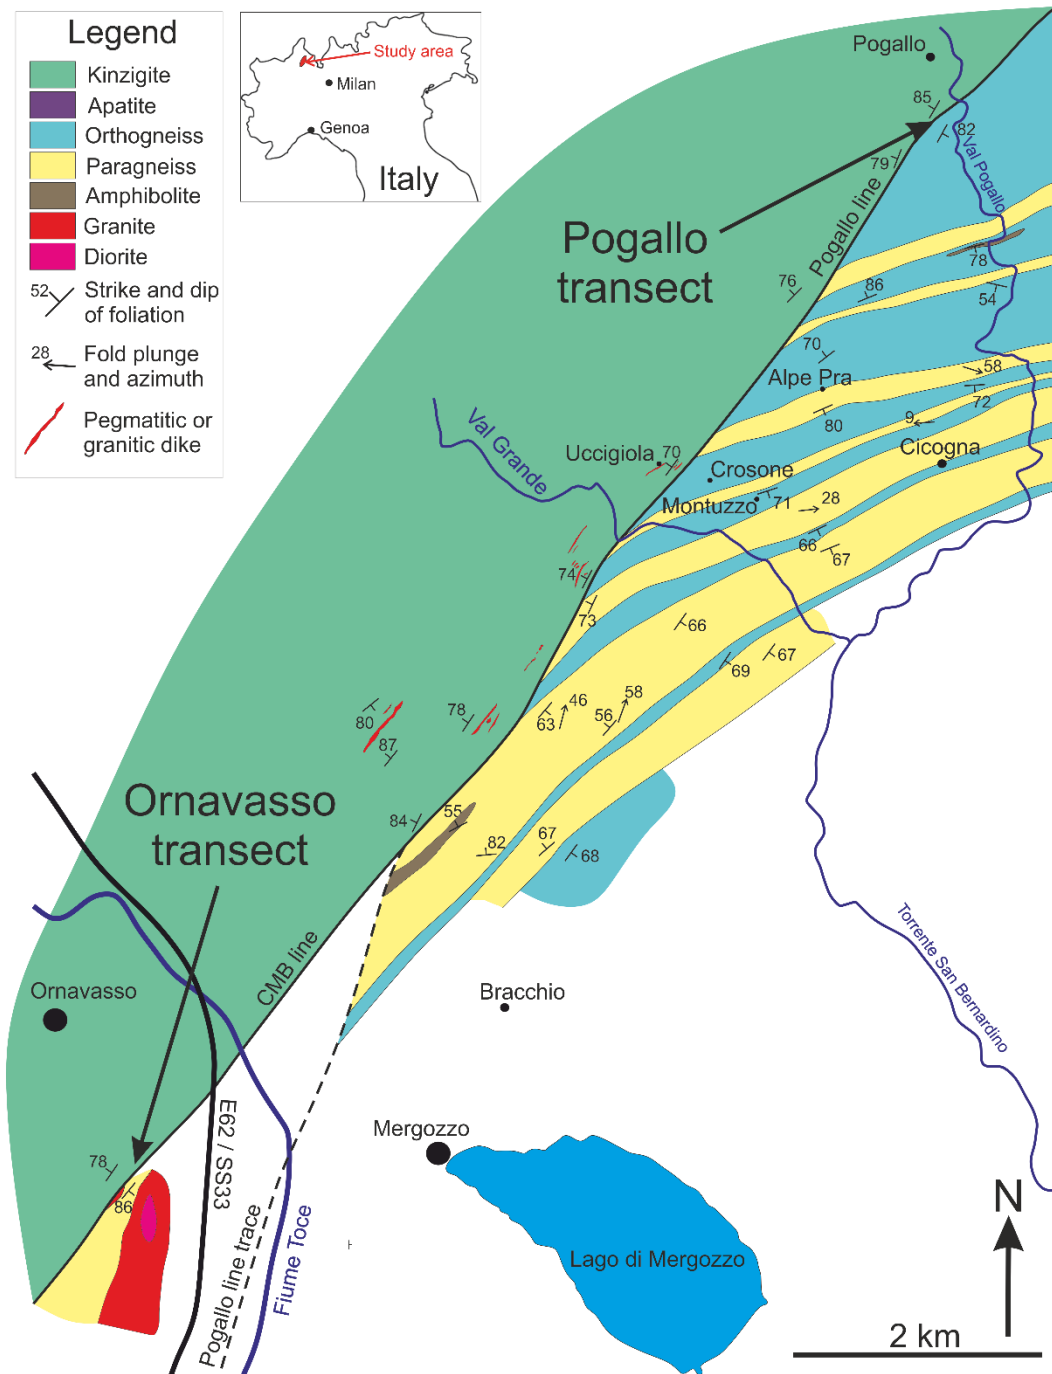 Legend
Kinzigite
Apatite
Orthogneiss
Paragneiss
Amphibolite
Granite
Diorite
52
Strike and dip
of foliation
28
Fold plunge
and azimuth
Pegmatitic or
granitic dike
Study area
Milan
Genoa
Italy
Pogallo
85
82
Val Pogallo
79
Pogallo line
Pogallo
transect
78
76
86
54
70
58
Alpe Pra
72
80
9
Val Grande
Uccigiola
70
Cicogna
Crosone
Montuzzo
71
28
66
67
74
73
66
69
67
80
78
87
63
46
58
56
Ornavasso
transect
84
55
82
67
68
CMB line
Ornavasso
Bracchio
Torrente San Bernardino
E62 / SS33
Mergozzo
78
86
Pogallo line trace
Fiume Toce
Lago di Mergozzo
N
2 km